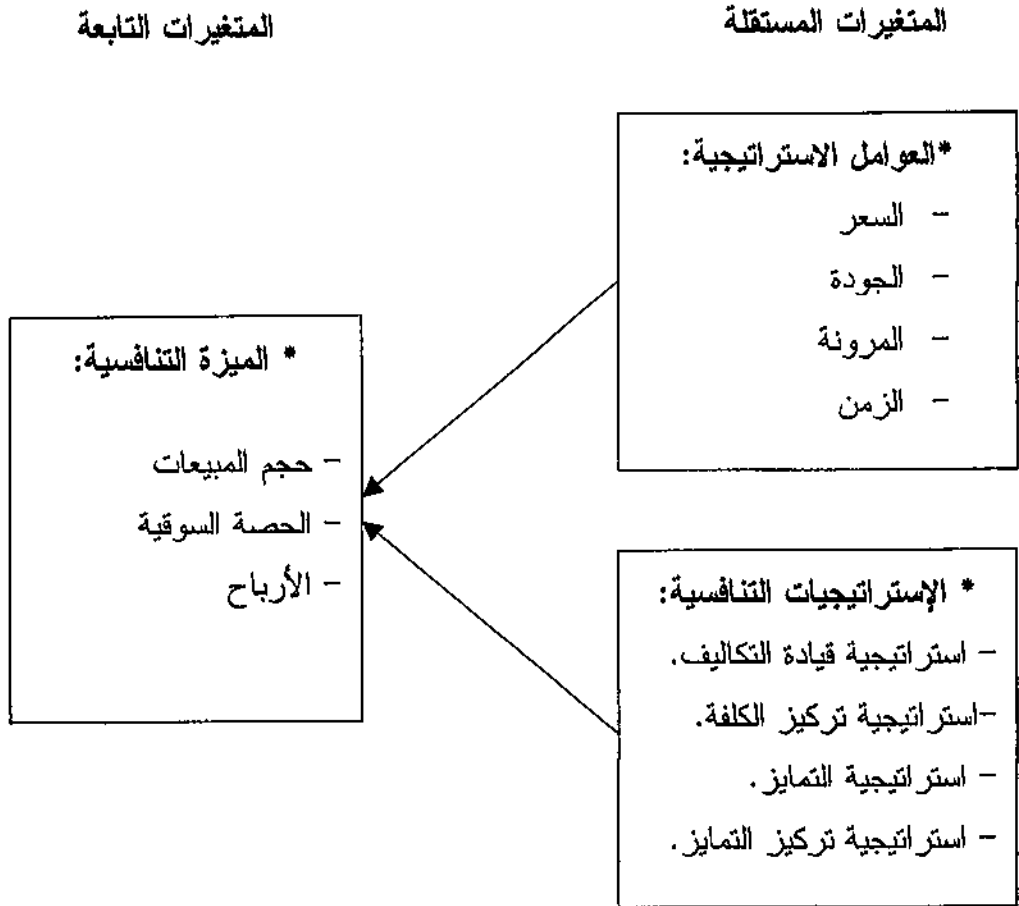 المتغيرات المستقلة
المتغيرات التابعة
*العوامل الاستراتيجية:
- السعر
- الجودة
- المرونة
- الزمن
* الميزة التنافسية:
- حجم المبيعات
- الحصة السوقية
- الأرباح
* الإستراتيجيات التنافسية:
- استراتيجية قيادة التكاليف.
-استراتيجية تركيز الكلفة.
- استراتيجية التمايز.
- استراتيجية تركيز التمايز.